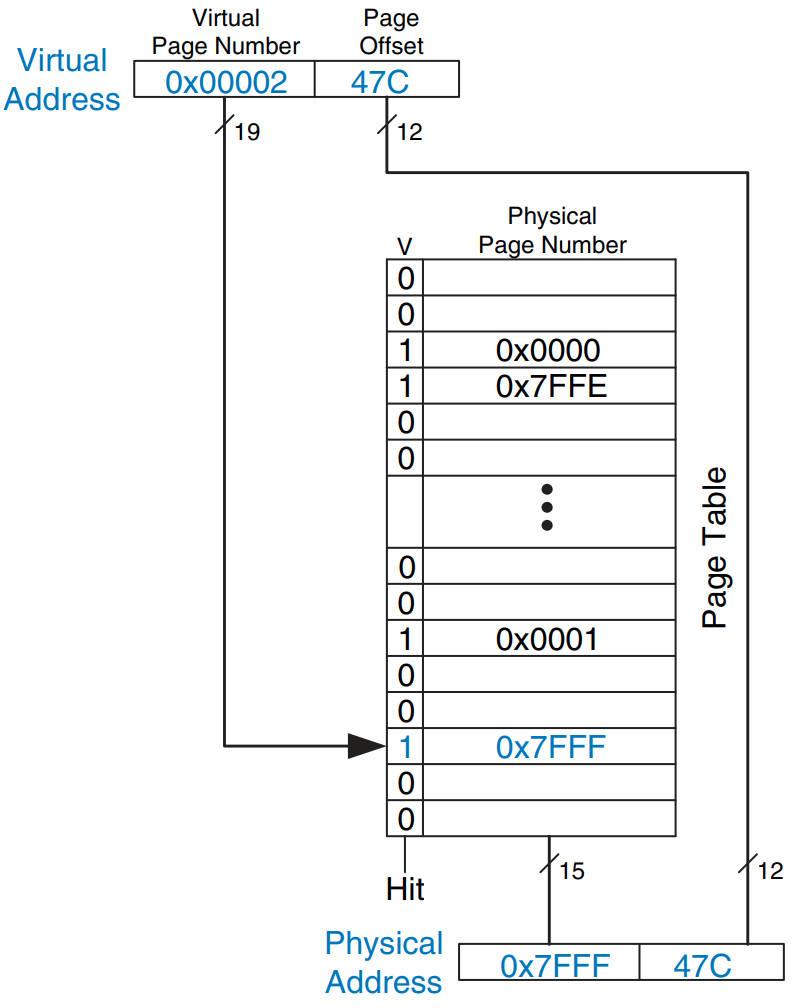 Virtual
Page Number
Page
Offset
Virtual
Address
0x00002
47C
19
12
Physical
Page Number
V
0
0
1 0x0000
1 0x7FFE
0
0
0
0
1 0x0001
0
0
1 0x7FFF
0
0
Page Table
Hit
15
12
Physical
Address
0x7FFF
47C